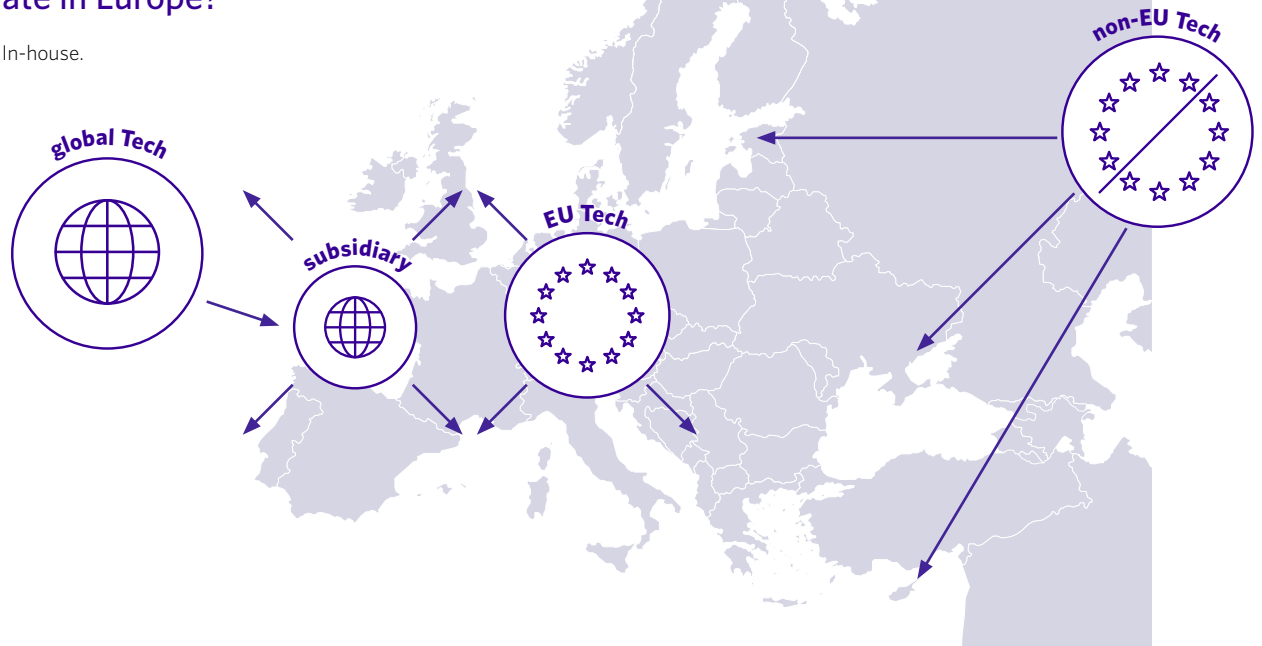 ate in Europe?
In-house.
non-EU Tech
global Tech
EU Tech
subsidiary